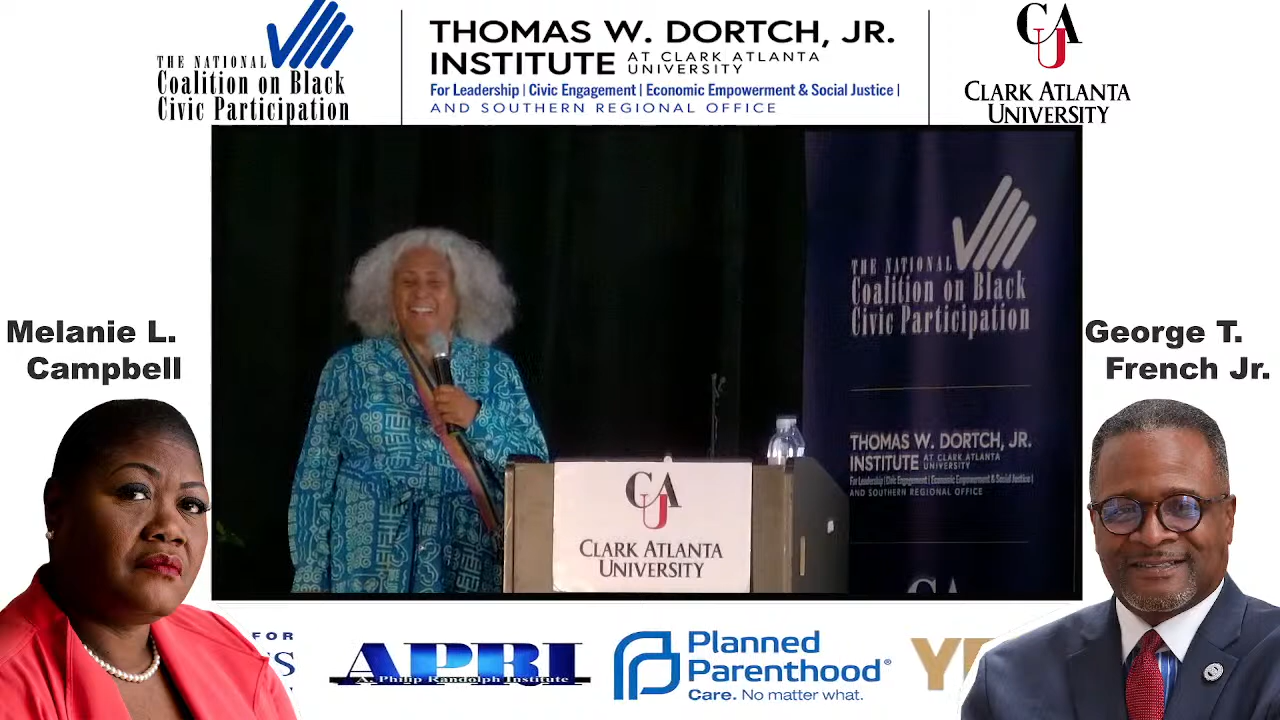 THE NATIONAL
Coalition on Black
Civic Participation
THOMAS W. DORTCH, JR.
INSTITUTE AT CLARK ATLANTA UNIVERSITY
For Leadership | Civic Engagement | Economic Empowerment & Social Justice |
AND SOUTHERN REGIONAL OFFICE
CAU
CLARK ATLANTA
UNIVERSITY
Melanie L.
Campbell
George T.
French Jr.
THE NATIONAL
Coalition on Black
Civic Participation
THOMAS W. DORTCH, JR.
INSTITUTE AT CLARK ATLANTA UNIVERSITY
For Leadership | Civic Engagement | Economic Empowerment & Social Justice |
AND SOUTHERN REGIONAL OFFICE
CAU
CLARK ATLANTA
UNIVERSITY
FOR
APRI
A. Philip Randolph Institute
Planned
Parenthood®
Care. No matter what.